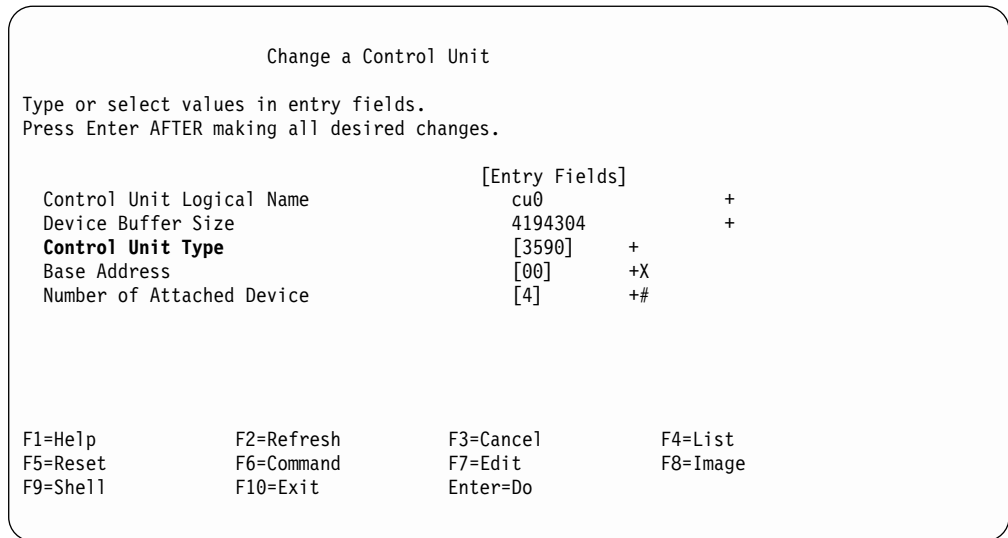 Change a Control Unit
Type or select values in entry fields.
Press Enter AFTER making all desired changes.
[Entry Fields]
Control Unit Logical Name cu0 +
Device Buffer Size 4194304 +
Control Unit Type [3590] +
Base Address [00] +X
Number of Attached Device [4] +#
F1=Help F2=Refresh F3=Cancel F4=List
F5=Reset F6=Command F7=Edit F8=Image
F9=Shell F10=Exit Enter=Do